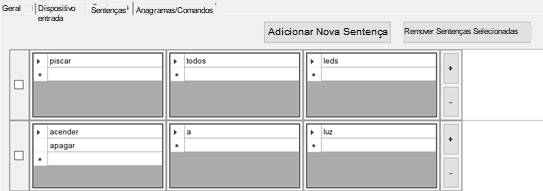 Geral Dispositivo entrada Sentenças Anagramas/Comandos
Adicionar Nova Sentença Remover Sentenças Selecionadas
piscar todos leds +
-
acender a luz +
apagar
-